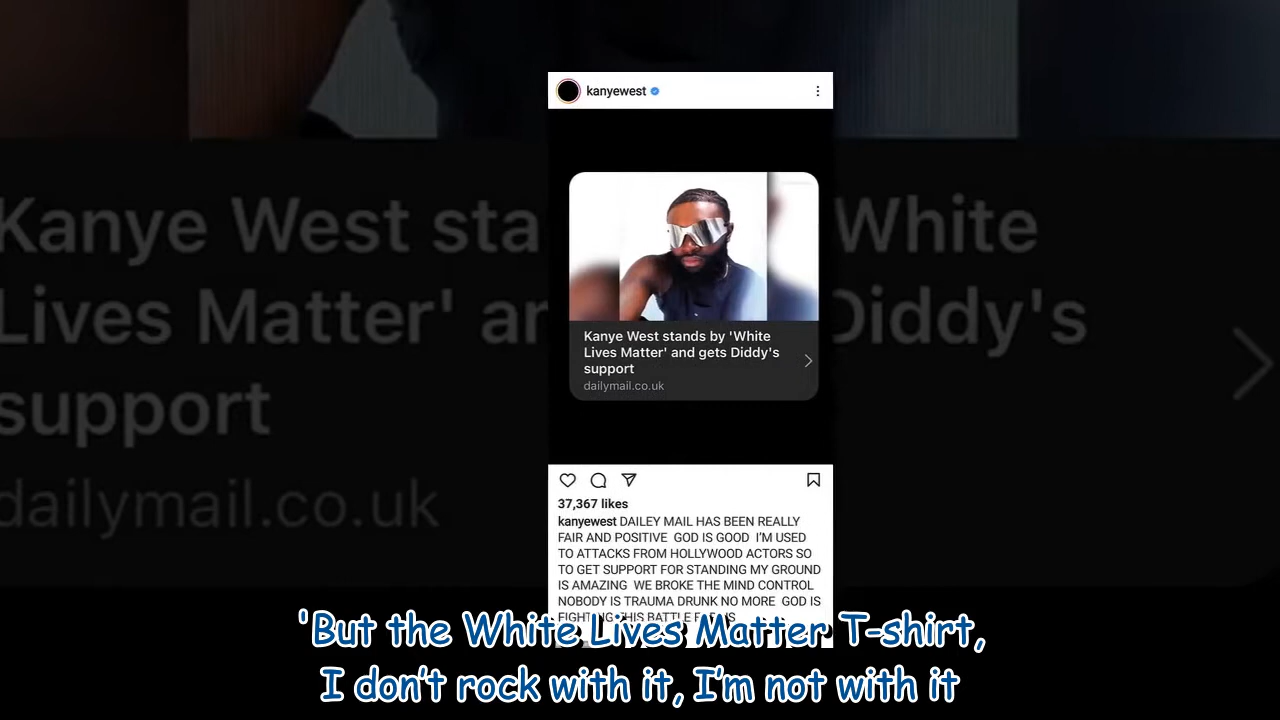 kanyewest
Kanye West stands by 'White
Lives Matter' and gets Diddy's
support
dailymail.co.uk
37,367 likes
kanyewest DAILEY MAIL HAS BEEN REALLY
FAIR AND POSITIVE GOD IS GOOD I'M USED
TO ATTACKS FROM HOLLYWOOD ACTORS SO
TO GET SUPPORT FOR STANDING MY GROUND
IS AMAZING WE BROKE THE MIND CONTROL
NOBODY IS TRAUMA DRUNK NO MORE GOD IS
FIGHTING THIS BATTLE
Kanye West sta
White
Lives Matter' ar
Diddy's
support
dailymail.co.uk
'But the White Lives Matter T-shirt,
I don't rock with it, I'm not with it